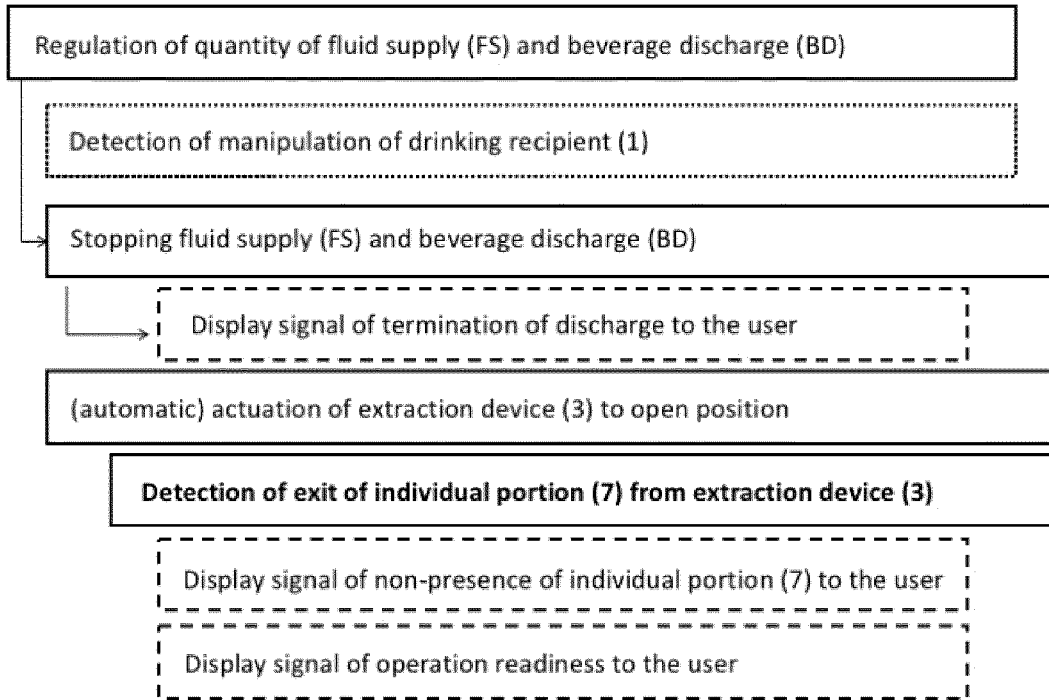 Regulation of quantity of fluid supply (FS) and beverage discharge (BD)
Detection of manipulation of drinking recipient (1)
Stopping fluid supply (FS) and beverage discharge (BD)
Display signal of termination of discharge to the user
(automatic) actuation of extraction device (3) to open position
Detection of exit of individual portion (7) from extraction device (3)
Display signal of non-presence of individual portion (7) to the user
Display signal of operation readiness to the user